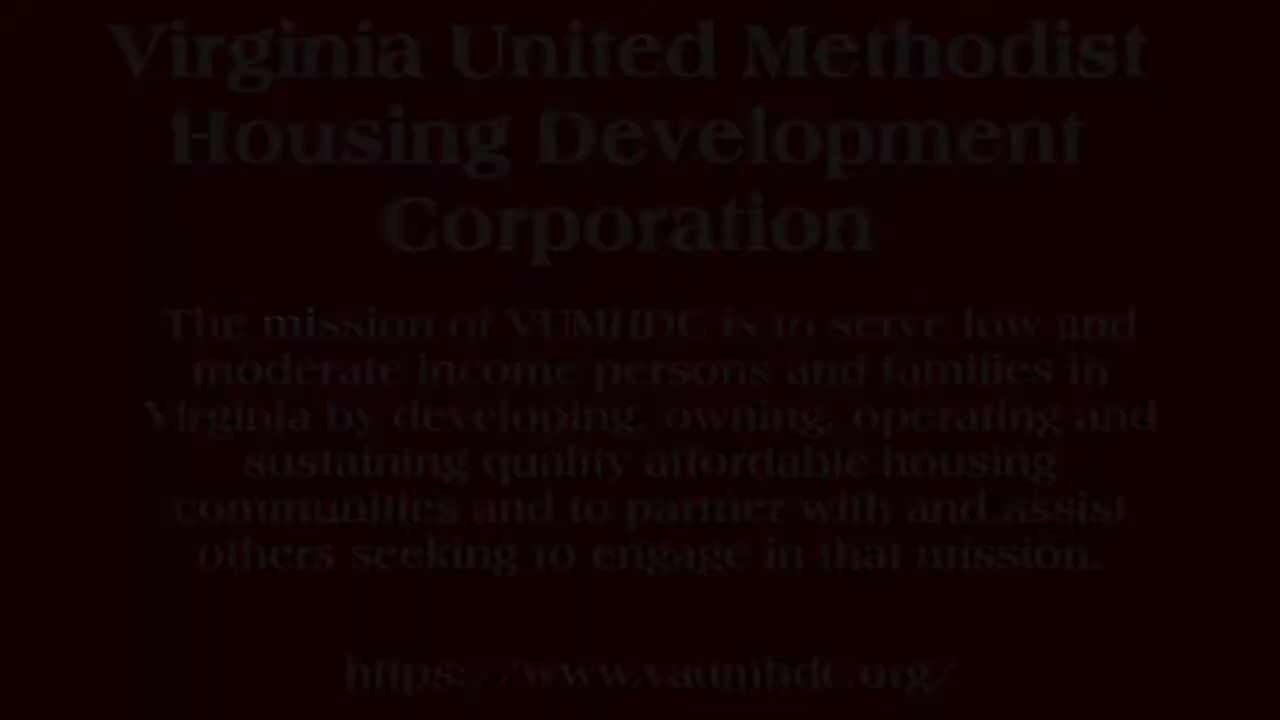 Virginia United Methodist
Housing Development
Corporation
The mission of VUMHDC is to serve low and
moderate income persons and families in
Virginia by developing, owning, operating and
sustaining quality affordable housing
communities and to partner with and assist
others seeking to engage in that mission.
https://www.vaumhdc.org/